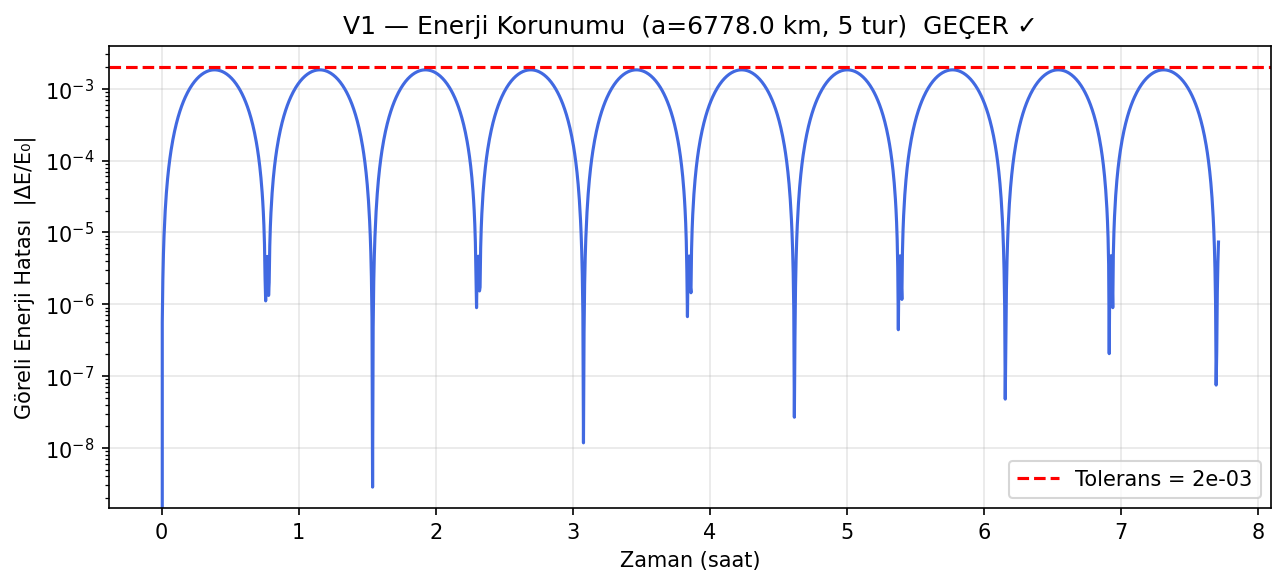 V1 — Enerji Korunumu (a=6778.0 km, 5 tur) GEÇER ✓
Göreli Enerji Hatası |ΔE/E₀|
10⁻³
10⁻⁴
10⁻⁵
10⁻⁶
10⁻⁷
10⁻⁸
Tolerans = 2e-03
0 1 2 3 4 5 6 7 8
Zaman (saat)